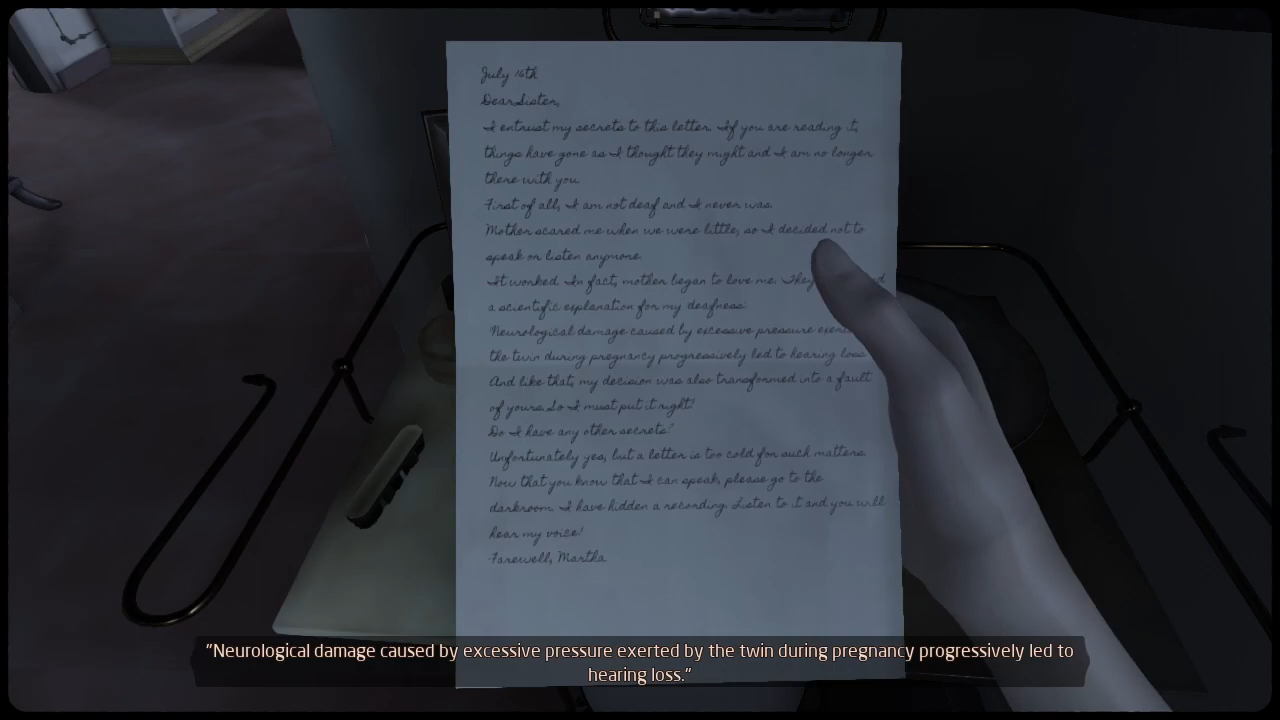 July 16th
Dear Sister,
I entrust my secrets to this letter. If you are reading it,
things have gone as I thought they might and I am no longer
there with you.
First of all, I am not deaf and I never was.
Mother scared me when we were little, so I decided not to
speak or listen anymore.
It worked. In fact, mother began to love me. They
a scientific explanation for my deafness:
Neurological damage caused by excessive pressure
the twin during pregnancy progressively led to hearing loss
And like that, my decision was also transformed into a fault
of yours. So I must put it right!
Do I have any other secrets?
Unfortunately yes, but a letter is too cold for such matters.
Now that you know that I can speak, please go to the
darkroom. I have hidden a recording. Listen to it and you will
hear my voice!
-Farewell, Martha
"Neurological damage caused by excessive pressure exerted by the twin during pregnancy progressively led to
hearing loss."